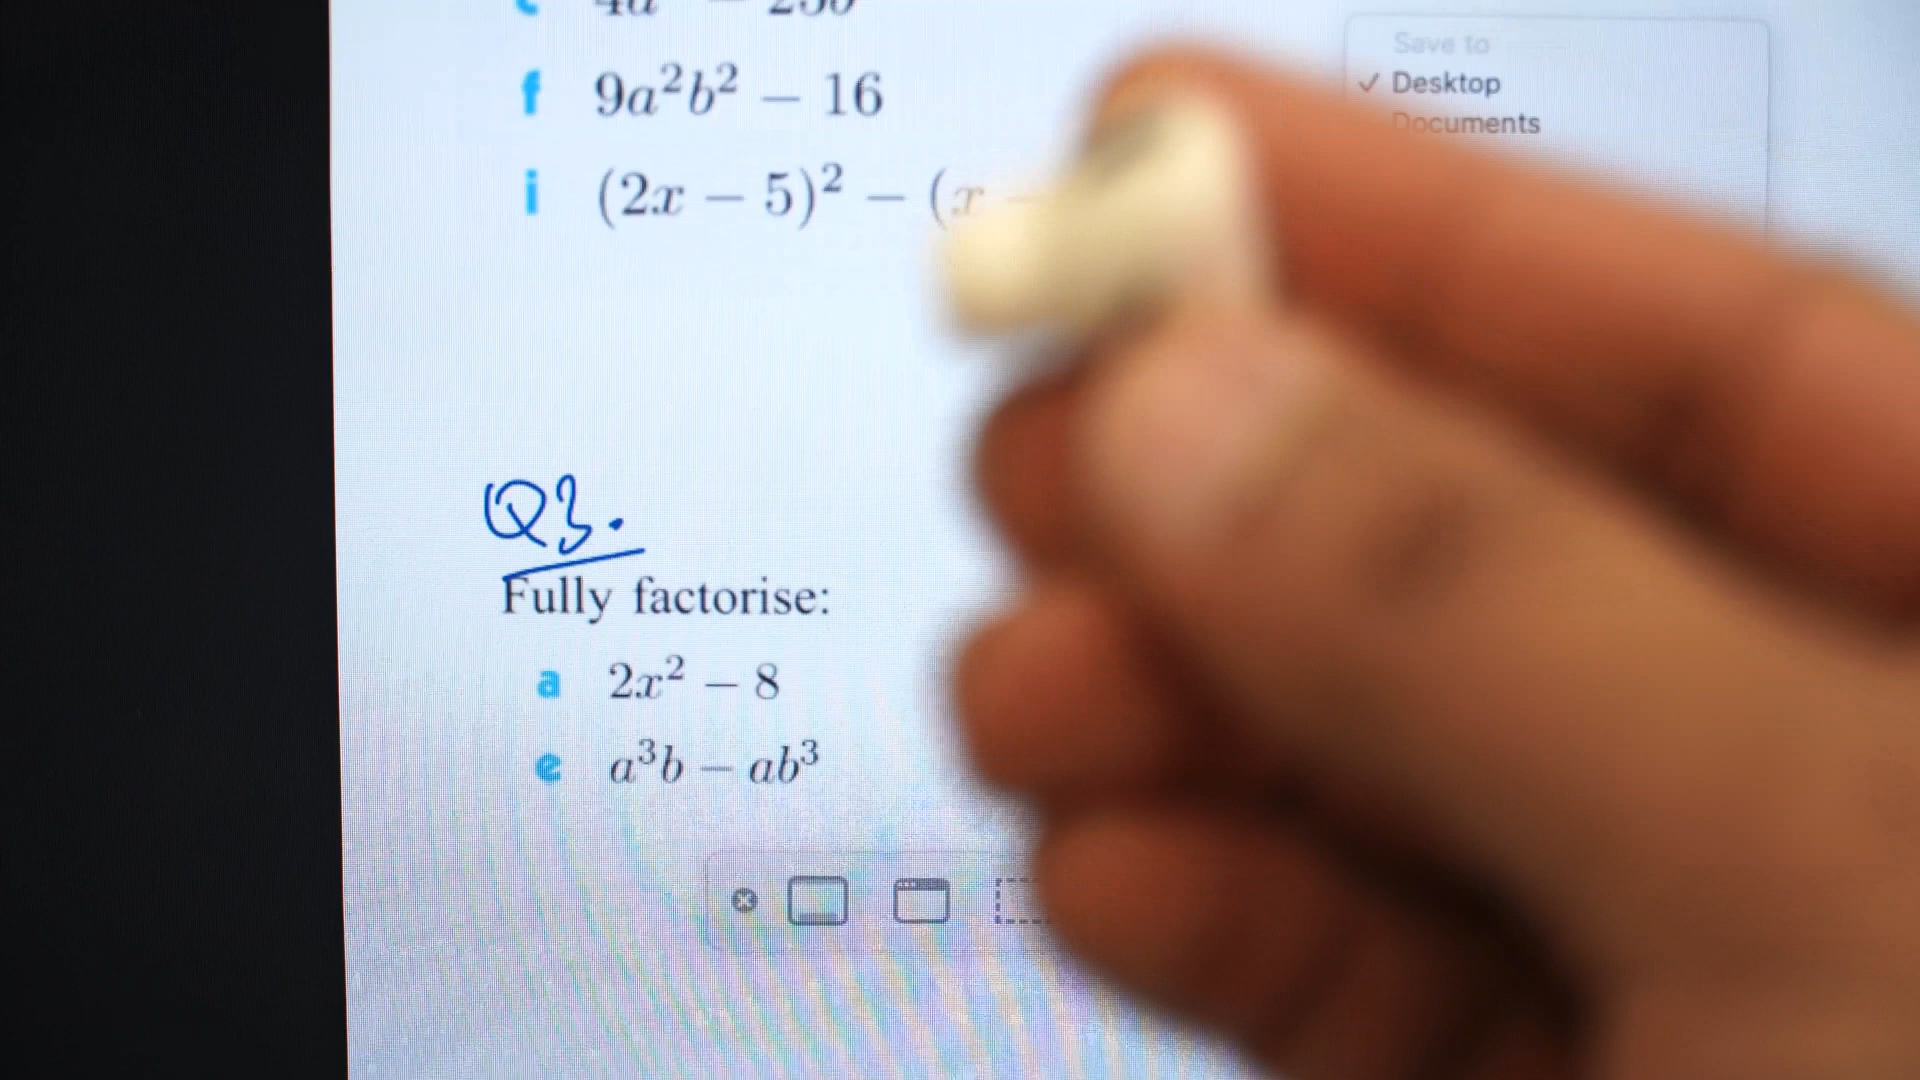 f 9a²b² − 16
i (2x − 5)² − (x −
Q3.
Fully factorise:
a 2x² − 8
e a³b − ab³
Save to
✓ Desktop
Documents